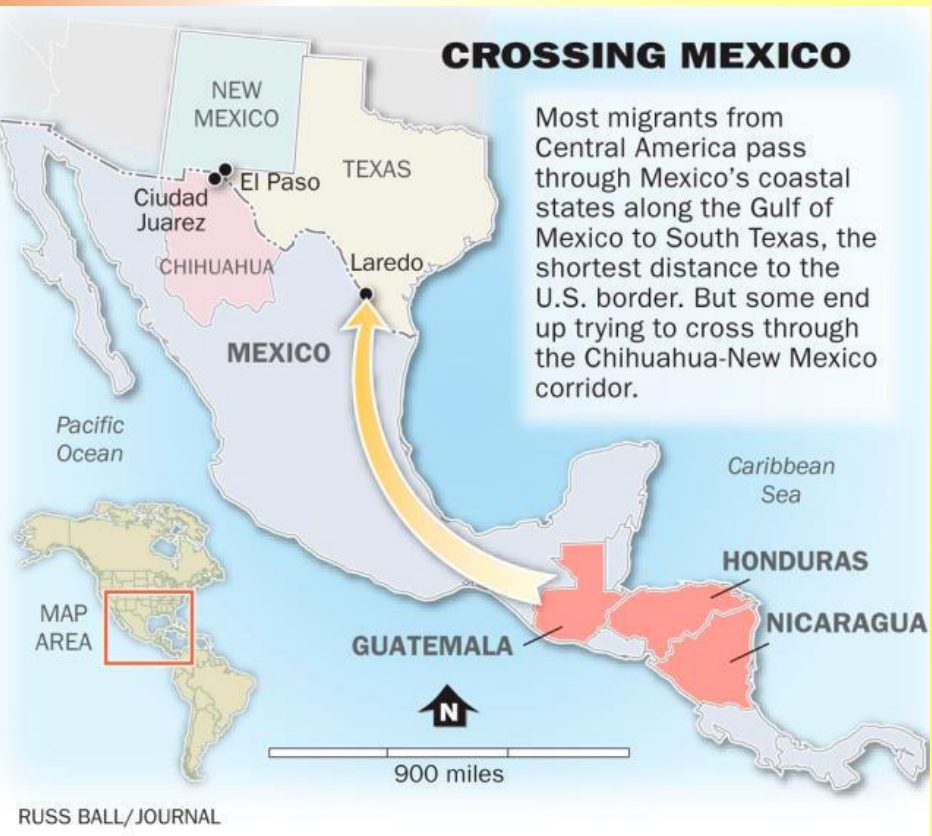 CROSSING MEXICO
Most migrants from
Central America pass
through Mexico's coastal
states along the Gulf of
Mexico to South Texas, the
shortest distance to the
U.S. border. But some end
up trying to cross through
the Chihuahua-New Mexico
corridor.
NEW
MEXICO
TEXAS
El Paso
Ciudad
Juarez
CHIHUAHUA
Laredo
MEXICO
Pacific
Ocean
Caribbean
Sea
HONDURAS
NICARAGUA
GUATEMALA
MAP
AREA
N
900 miles
RUSS BALL/JOURNAL